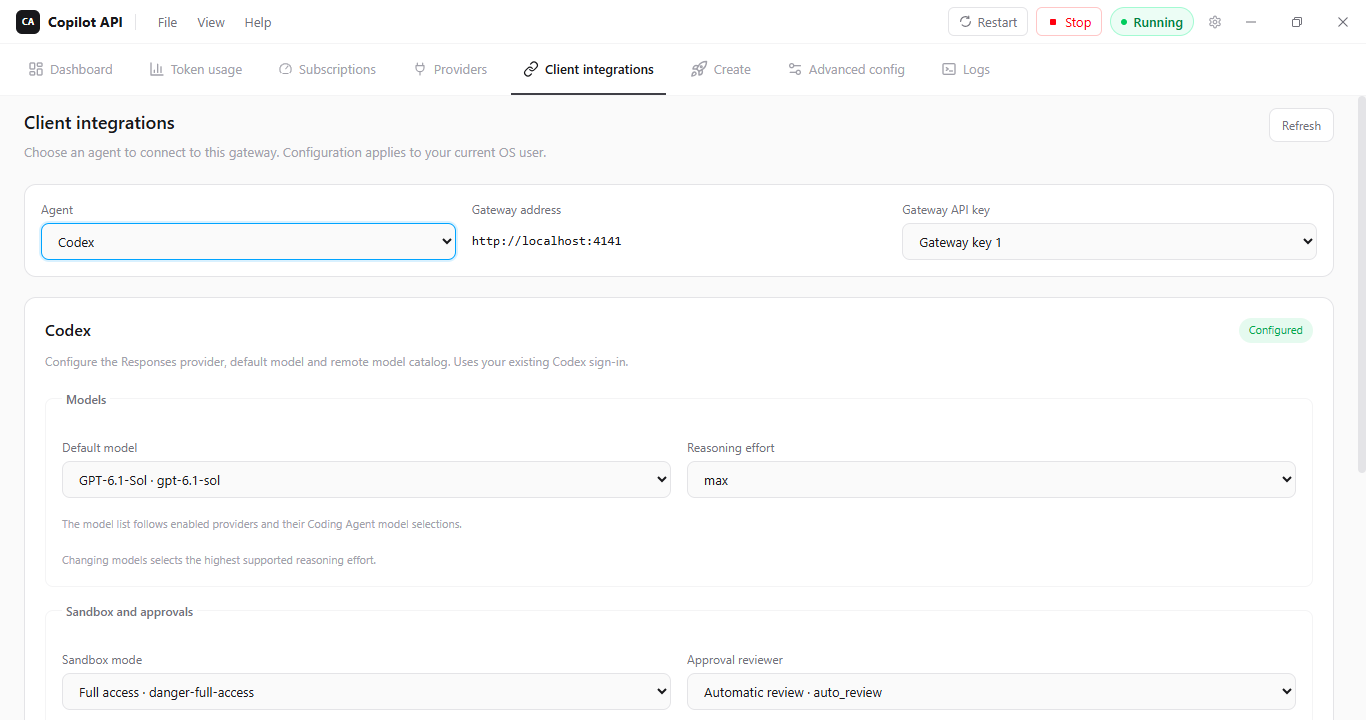 CA Copilot API File View Help Restart Stop Running
Dashboard Token usage Subscriptions Providers Client integrations Create Advanced config Logs
Client integrations
Refresh
Choose an agent to connect to this gateway. Configuration applies to your current OS user.
Agent Gateway address Gateway API key
Codex http://localhost:4141 Gateway key 1
Codex Configured
Configure the Responses provider, default model and remote model catalog. Uses your existing Codex sign-in.
Models
Default model Reasoning effort
GPT-6.1-Sol · gpt-6.1-sol max
The model list follows enabled providers and their Coding Agent model selections.
Changing models selects the highest supported reasoning effort.
Sandbox and approvals
Sandbox mode Approval reviewer
Full access · danger-full-access Automatic review · auto_review